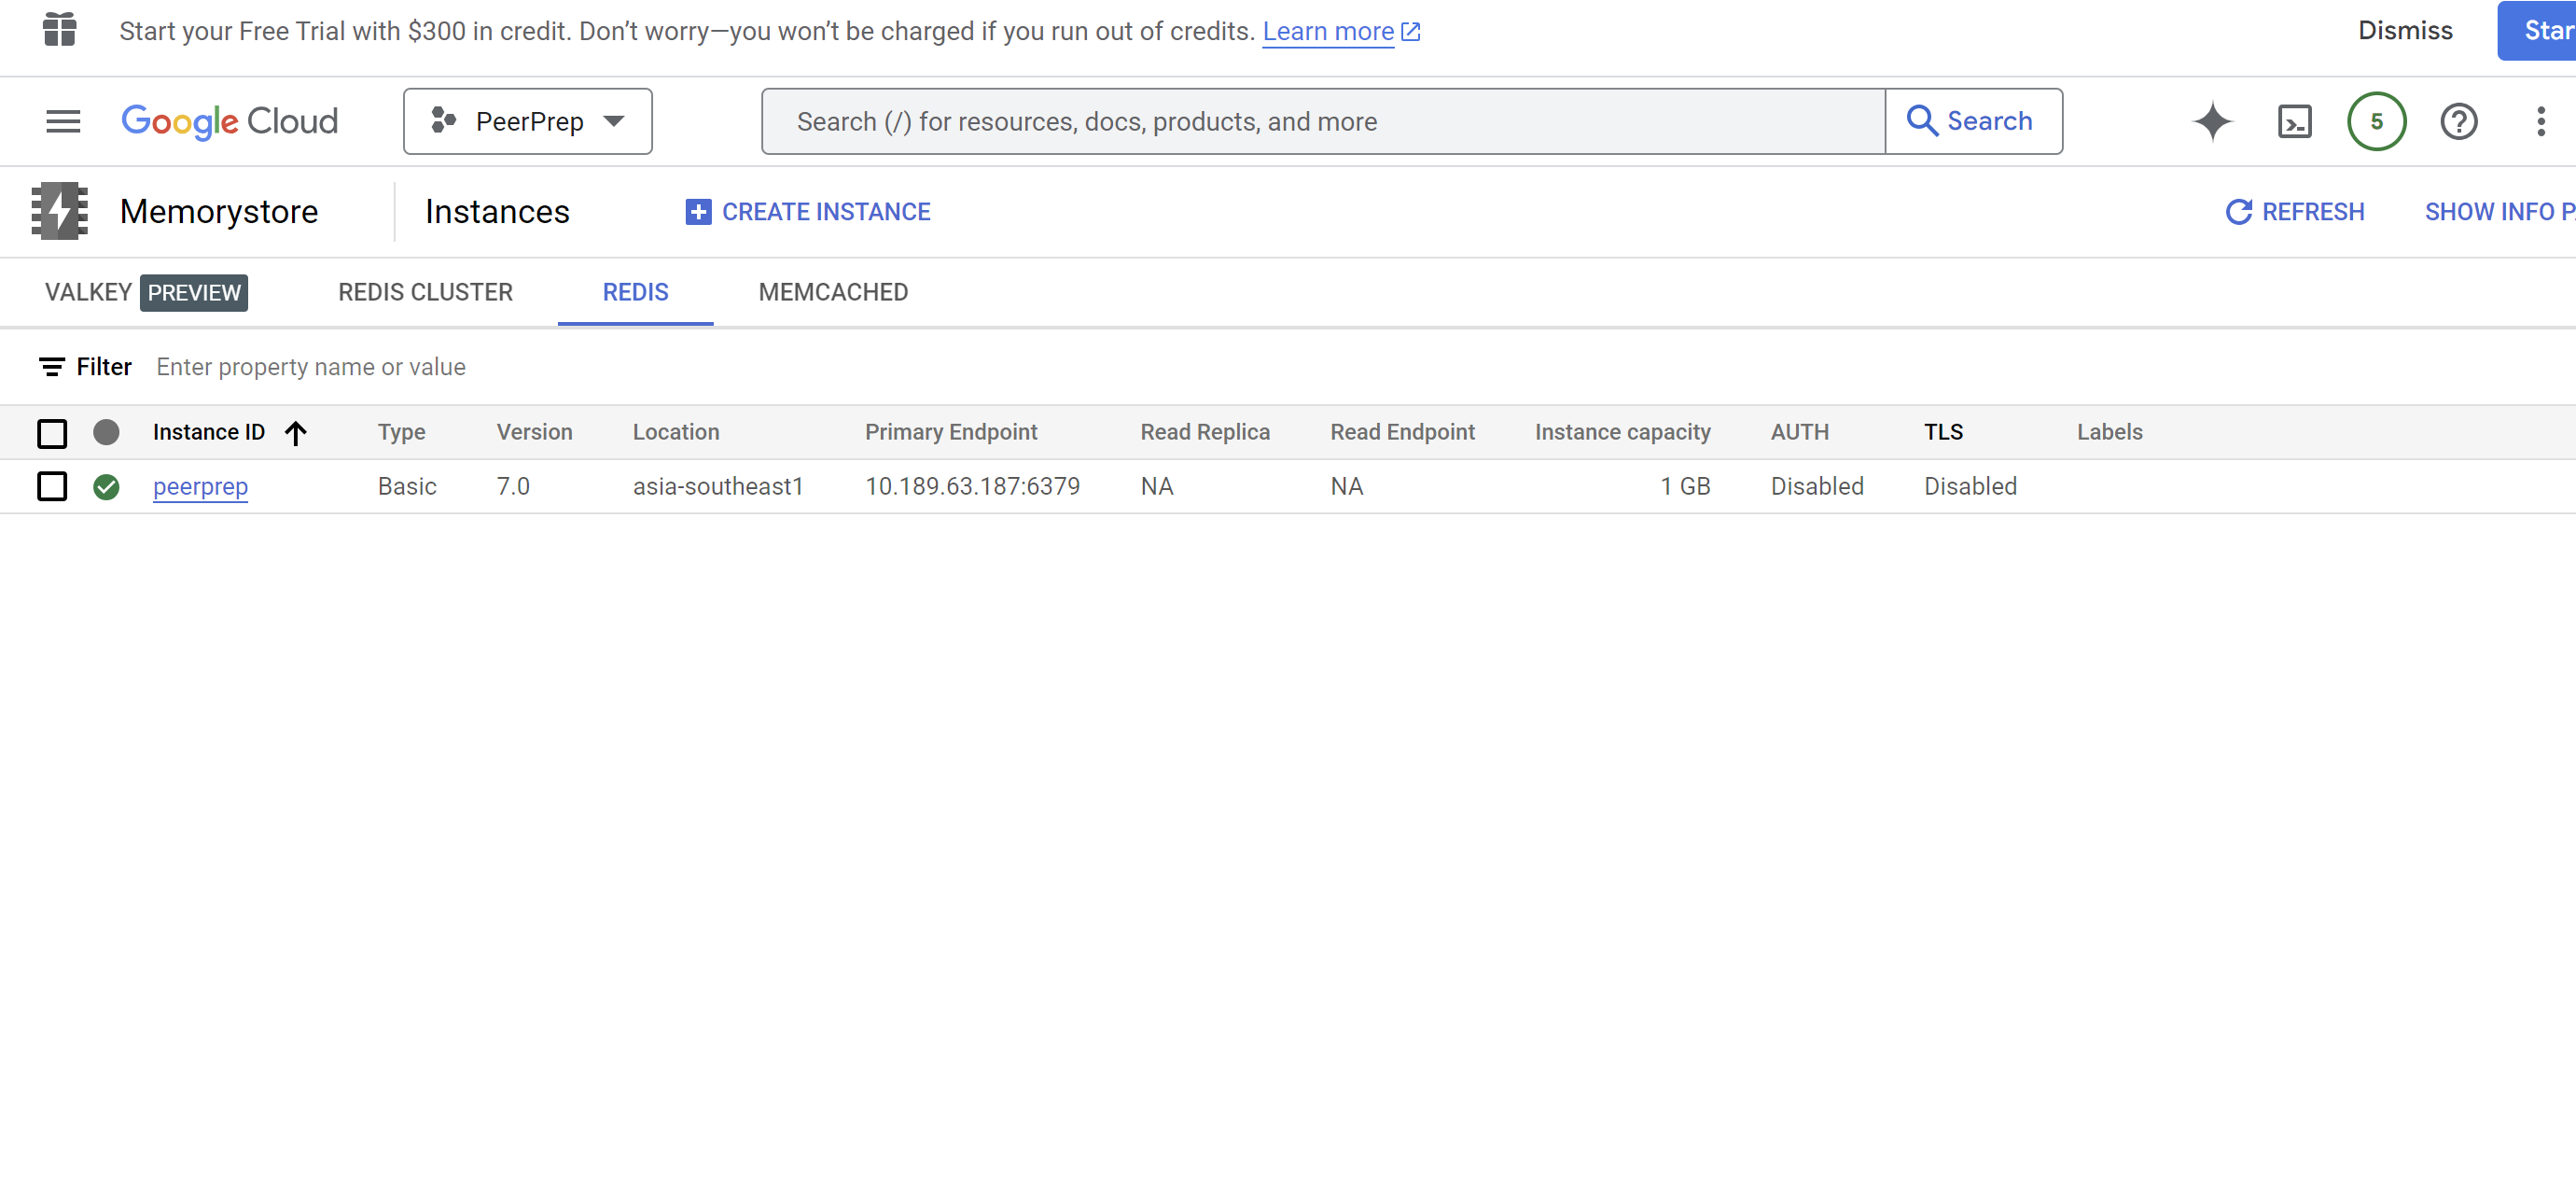 Start your Free Trial with $300 in credit. Don’t worry—you won’t be charged if you run out of credits. Learn more
Dismiss
Star
Google Cloud
PeerPrep
Search (/) for resources, docs, products, and more
Search
5
Memorystore
Instances
CREATE INSTANCE
REFRESH
SHOW INFO PA
VALKEY PREVIEW
REDIS CLUSTER
REDIS
MEMCACHED
Filter Enter property name or value
Instance ID Type Version Location Primary Endpoint Read Replica Read Endpoint Instance capacity AUTH TLS Labels
peerprep Basic 7.0 asia-southeast1 10.189.63.187:6379 NA NA 1 GB Disabled Disabled